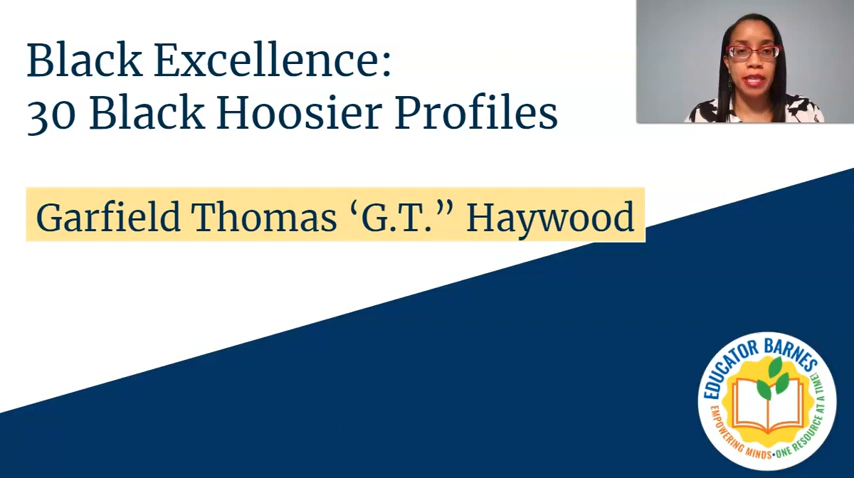 Black Excellence:
30 Black Hoosier Profiles
Garfield Thomas ‘G.T.” Haywood
EDUCATOR BARNES
EMPOWERING MINDS•ONE RESOURCE AT A TIME!